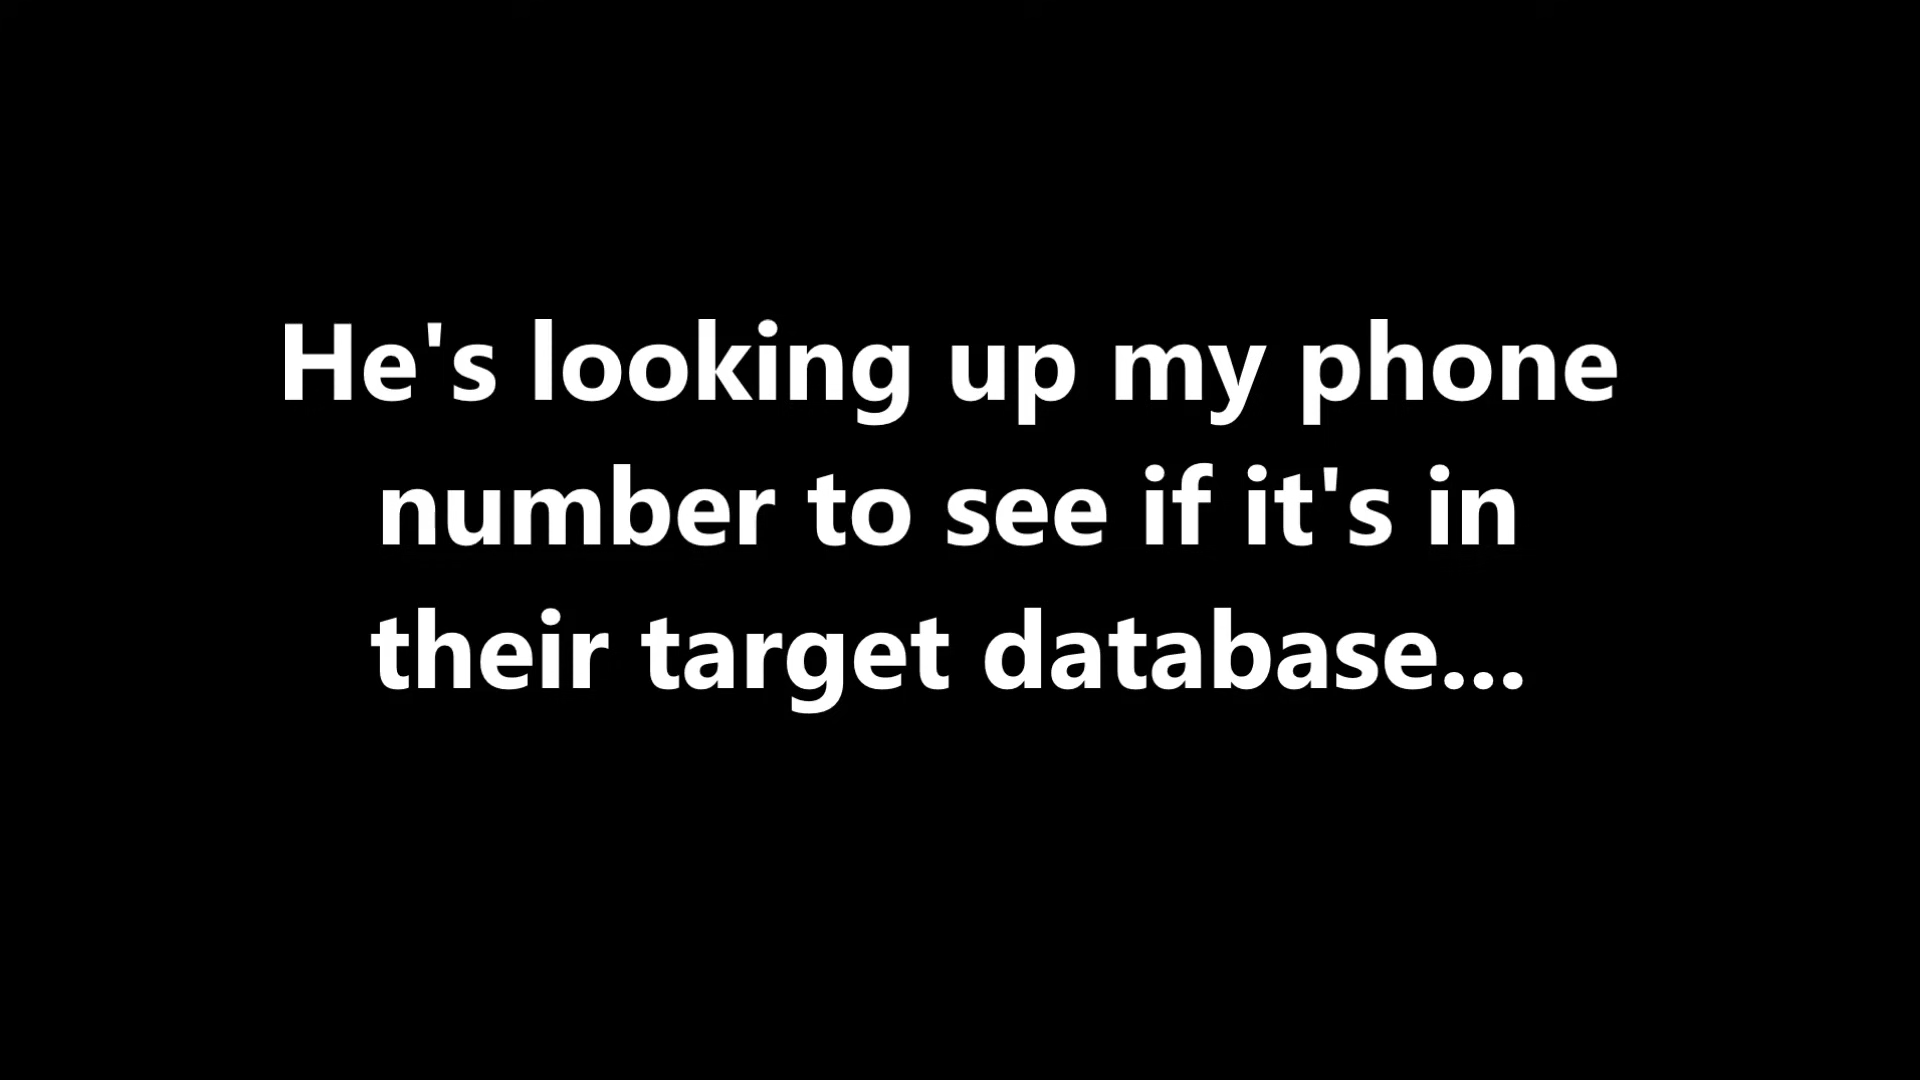 He's looking up my phone
number to see if it's in
their target database...